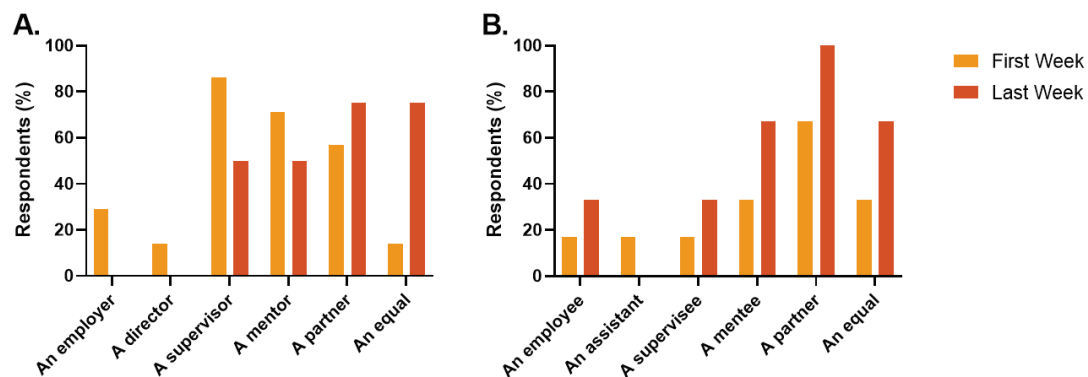 A.
Respondents (%)
100
80
60
40
20
0
An employer
A director
A supervisor
A mentor
A partner
An equal
B.
Respondents (%)
100
80
60
40
20
0
An employee
An assistant
A supervisee
A mentee
A partner
An equal
First Week
Last Week